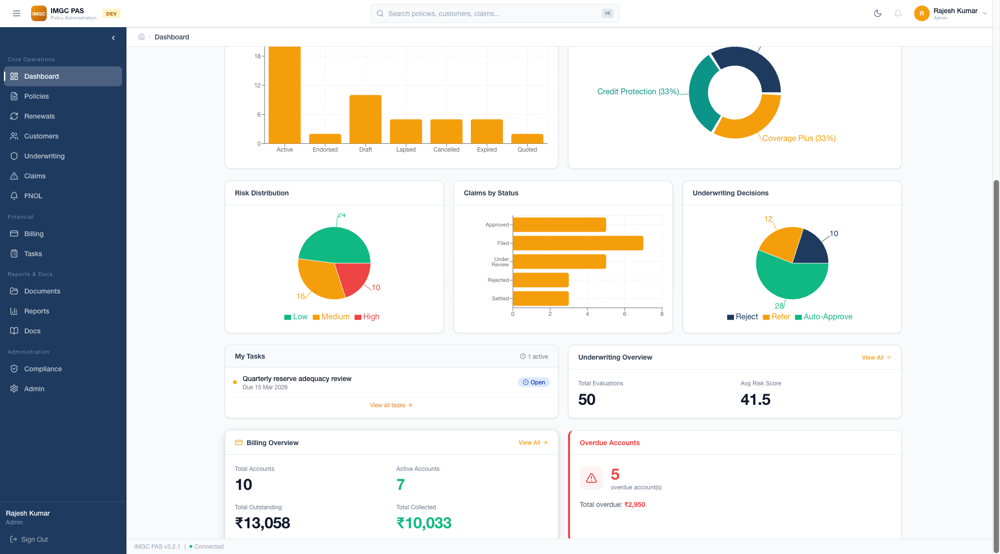 IMGC
IMGC PAS
Policy Administration
DEV
Search policies, customers, claims...
⌘K
R
Rajesh Kumar
Admin
Dashboard
Core Operations
Dashboard
Policies
Renewals
Customers
Underwriting
Claims
FNOL
Financial
Billing
Tasks
Reports & Docs
Documents
Reports
Docs
Administration
Compliance
Admin
Rajesh Kumar
Admin
Sign Out
18
12
6
0
Active Endorsed Draft Lapsed Cancelled Expired Quoted
Credit Protection (33%)
Coverage Plus (33%)
Risk Distribution
24
16
10
Low Medium High
Claims by Status
Approved
Filed
Under
Review
Rejected
Settled
0 2 4 6 8
Underwriting Decisions
12
10
28
Reject Refer Auto-Approve
My Tasks
1 active
Quarterly reserve adequacy review
Due 15 Mar 2026
Open
View all tasks →
Underwriting Overview
View All →
Total Evaluations
50
Avg Risk Score
41.5
Billing Overview
View All →
Total Accounts
10
Active Accounts
7
Total Outstanding
₹13,058
Total Collected
₹10,033
Overdue Accounts
5
overdue account(s)
Total overdue: ₹2,950
IMGC PAS v3.2.1 | Connected